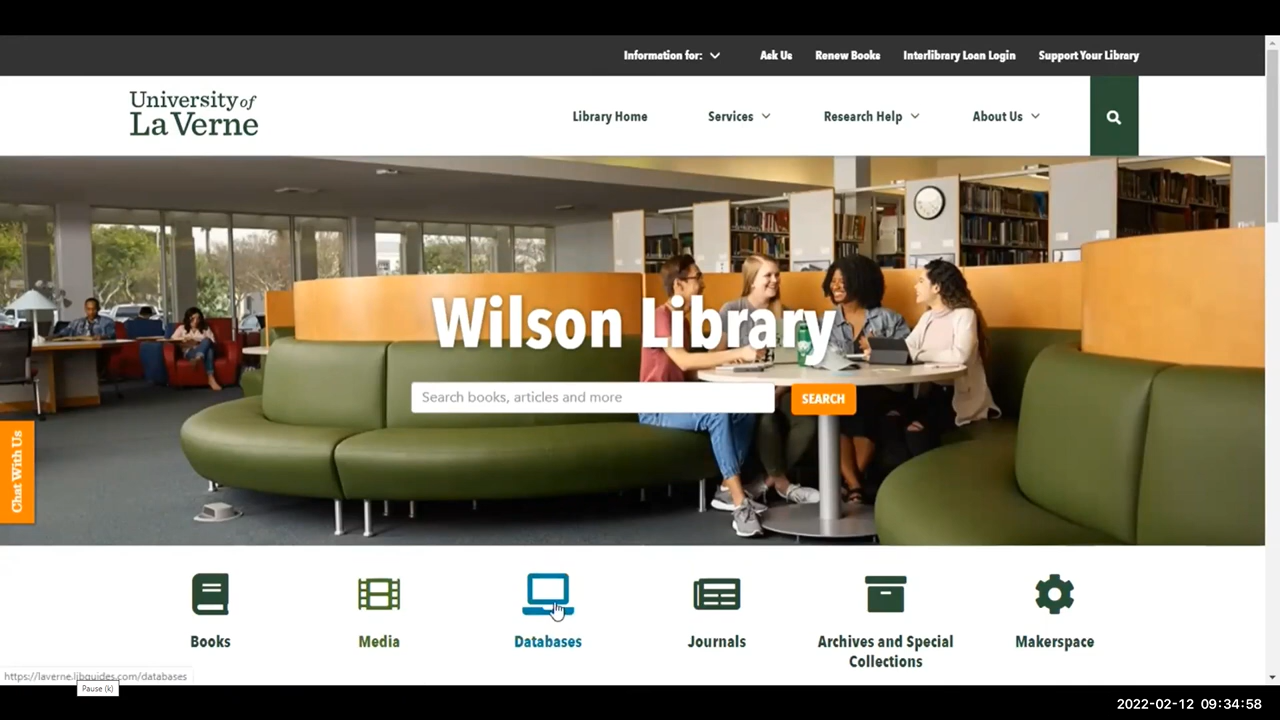 Information for:
Ask Us
Renew Books
Interlibrary Loan Login
Support Your Library
University of
La Verne
Library Home
Services
Research Help
About Us
Wilson Library
Search books, articles and more
SEARCH
Chat With Us
Books
Media
Databases
Journals
Archives and Special
Collections
Makerspace
https://laverne.libguides.com/databases
Pause (k)
2022-02-12 09:34:58